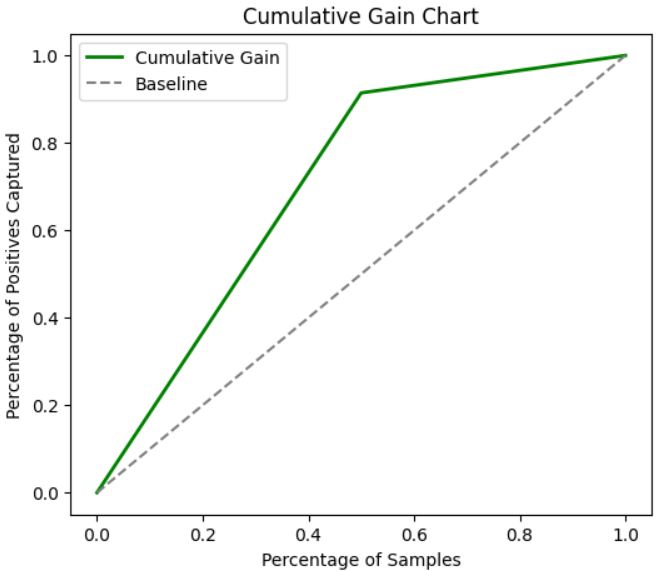 Cumulative Gain Chart
Cumulative Gain
Baseline
Percentage of Positives Captured
1.0
0.8
0.6
0.4
0.2
0.0
0.0 0.2 0.4 0.6 0.8 1.0
Percentage of Samples